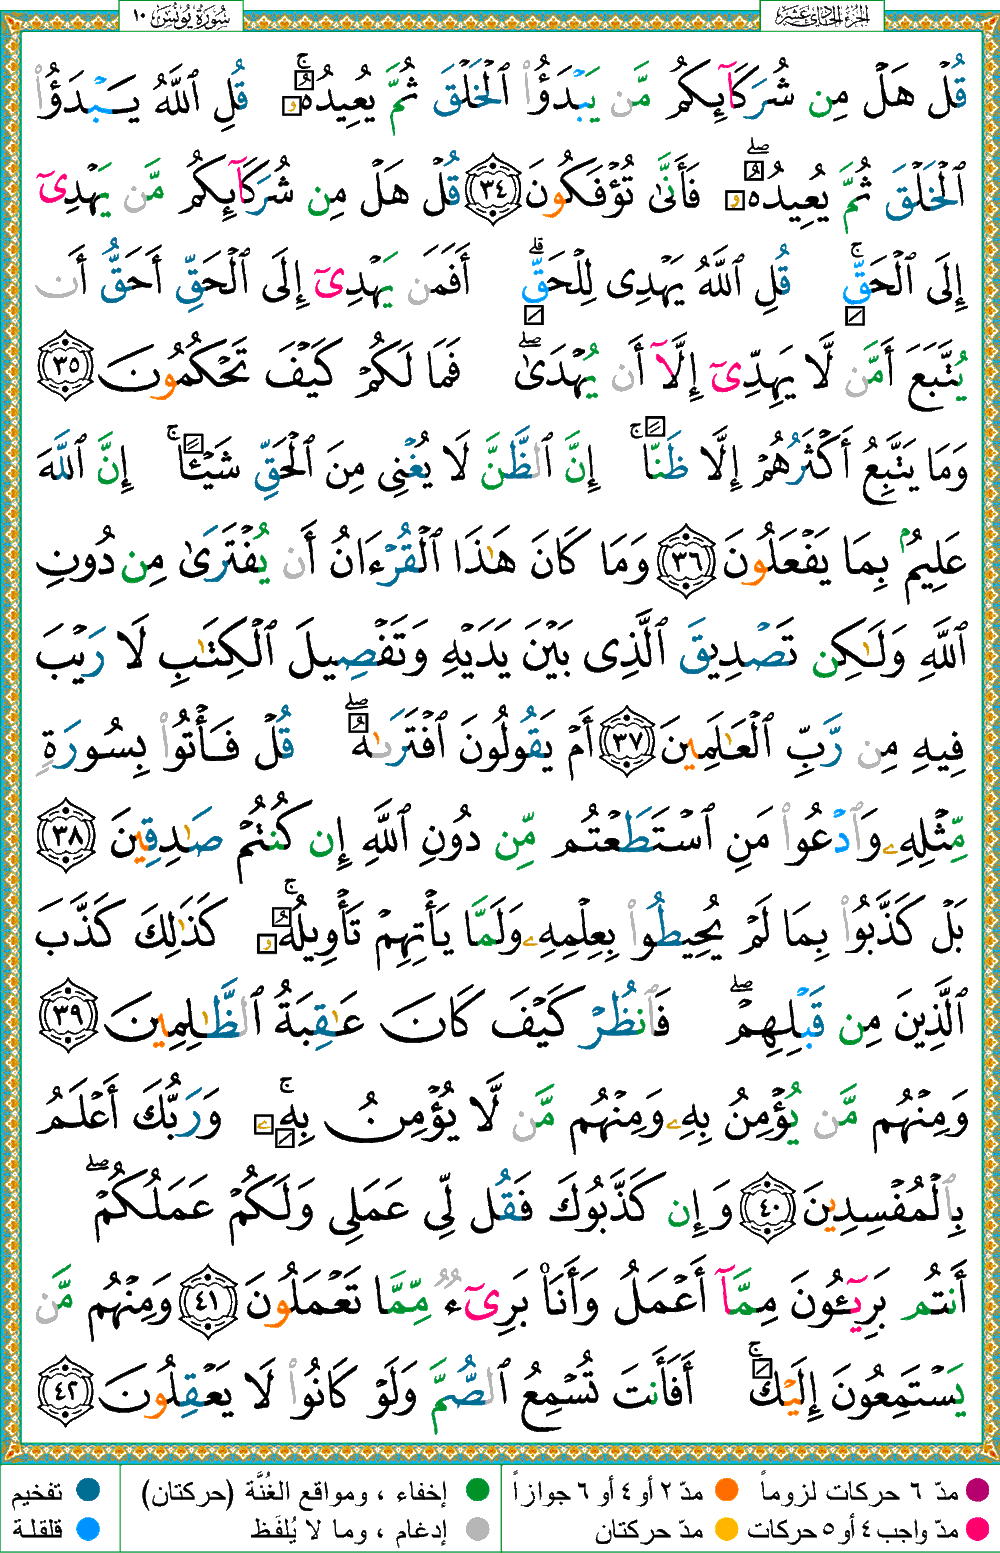 الجزء الحادي عشر
سورة يونس ١٠
قُلْ هَلْ مِن شُرَكَآئِكُم مَّن يَبْدَؤُا۟ ٱلْخَلْقَ ثُمَّ يُعِيدُهُۥ ۚ قُلِ ٱللَّهُ يَبْدَؤُا۟
ٱلْخَلْقَ ثُمَّ يُعِيدُهُۥ ۖ فَأَنَّىٰ تُؤْفَكُونَ ٣٤ قُلْ هَلْ مِن شُرَكَآئِكُم مَّن يَهْدِىٓ
إِلَى ٱلْحَقِّ ۚ قُلِ ٱللَّهُ يَهْدِى لِلْحَقِّ ۗ أَفَمَن يَهْدِىٓ إِلَى ٱلْحَقِّ أَحَقُّ أَن
يُتَّبَعَ أَمَّن لَّا يَهِدِّىٓ إِلَّآ أَن يُهْدَىٰ ۖ فَمَا لَكُمْ كَيْفَ تَحْكُمُونَ ٣٥
وَمَا يَتَّبِعُ أَكْثَرُهُمْ إِلَّا ظَنًّا ۚ إِنَّ ٱلظَّنَّ لَا يُغْنِى مِنَ ٱلْحَقِّ شَيْـًٔا ۚ إِنَّ ٱللَّهَ
عَلِيمٌۢ بِمَا يَفْعَلُونَ ٣٦ وَمَا كَانَ هَـٰذَا ٱلْقُرْءَانُ أَن يُفْتَرَىٰ مِن دُونِ
ٱللَّهِ وَلَـٰكِن تَصْدِيقَ ٱلَّذِى بَيْنَ يَدَيْهِ وَتَفْصِيلَ ٱلْكِتَـٰبِ لَا رَيْبَ
فِيهِ مِن رَّبِّ ٱلْعَـٰلَمِينَ ٣٧ أَمْ يَقُولُونَ ٱفْتَرَىٰهُ ۖ قُلْ فَأْتُوا۟ بِسُورَةٍ
مِّثْلِهِۦ وَٱدْعُوا۟ مَنِ ٱسْتَطَعْتُم مِّن دُونِ ٱللَّهِ إِن كُنتُمْ صَـٰدِقِينَ ٣٨
بَلْ كَذَّبُوا۟ بِمَا لَمْ يُحِيطُوا۟ بِعِلْمِهِۦ وَلَمَّا يَأْتِهِمْ تَأْوِيلُهُۥ ۚ كَذَٰلِكَ كَذَّبَ
ٱلَّذِينَ مِن قَبْلِهِمْ ۖ فَٱنظُرْ كَيْفَ كَانَ عَـٰقِبَةُ ٱلظَّـٰلِمِينَ ٣٩
وَمِنْهُم مَّن يُؤْمِنُ بِهِۦ وَمِنْهُم مَّن لَّا يُؤْمِنُ بِهِۦ ۚ وَرَبُّكَ أَعْلَمُ
بِٱلْمُفْسِدِينَ ٤٠ وَإِن كَذَّبُوكَ فَقُل لِّى عَمَلِى وَلَكُمْ عَمَلُكُمْ ۖ
أَنتُم بَرِيٓـُٔونَ مِمَّآ أَعْمَلُ وَأَنَا۠ بَرِىٓءٌ مِّمَّا تَعْمَلُونَ ٤١ وَمِنْهُم مَّن
يَسْتَمِعُونَ إِلَيْكَ ۚ أَفَأَنتَ تُسْمِعُ ٱلصُّمَّ وَلَوْ كَانُوا۟ لَا يَعْقِلُونَ ٤٢
مدّ ٦ حركات لزوماً
مدّ ٢ أو ٤ أو ٦ جوازاً
إخفاء ، ومواقع الغُنَّة (حركتان)
تفخيم
مدّ واجب ٤ أو ٥ حركات
مدّ حركتان
إدغام ، وما لا يُلفَظ
قلقلة